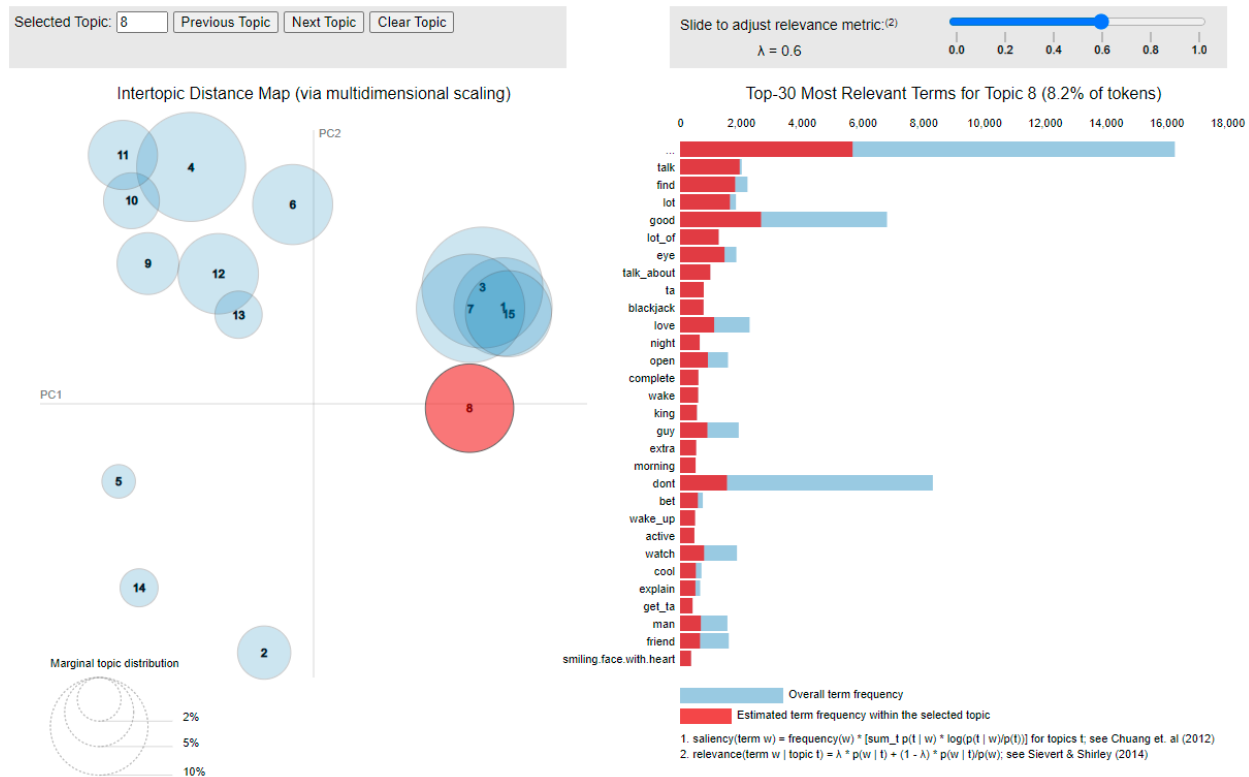 Selected Topic: 8 Previous Topic Next Topic Clear Topic
Slide to adjust relevance metric:(2)
λ = 0.6
0.0 0.2 0.4 0.6 0.8 1.0
Intertopic Distance Map (via multidimensional scaling)
PC2
PC1
11
4
10
6
9
12
13
3
7
1
15
8
5
14
2
Marginal topic distribution
2%
5%
10%
Top-30 Most Relevant Terms for Topic 8 (8.2% of tokens)
0 2,000 4,000 6,000 8,000 10,000 12,000 14,000 16,000 18,000
...
talk
find
lot
good
lot_of
eye
talk_about
ta
blackjack
love
night
open
complete
wake
king
guy
extra
morning
dont
bet
wake_up
active
watch
cool
explain
get_ta
man
friend
smiling.face.with.heart
Overall term frequency
Estimated term frequency within the selected topic
1. saliency(term w) = frequency(w) * [sum_t p(t | w) * log(p(t | w)/p(t))] for topics t; see Chuang et. al (2012)
2. relevance(term w | topic t) = λ * p(w | t) + (1 - λ) * p(w | t)/p(w); see Sievert & Shirley (2014)